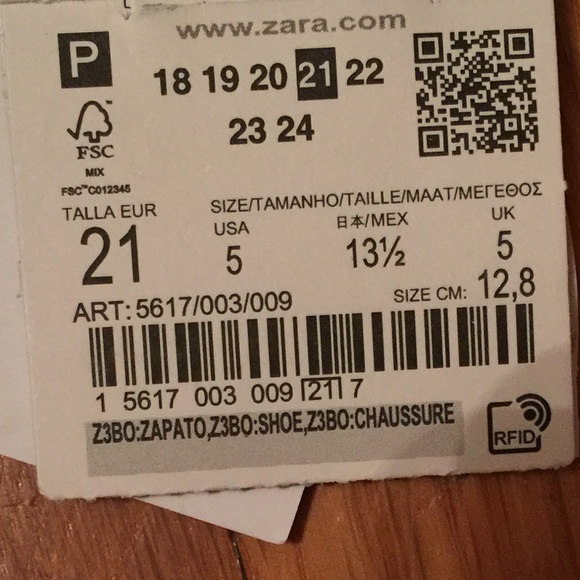 www.zara.com
P
18 19 20 21 22
23 24
FSC
MIX
FSC™C012345
TALLA EUR
21
SIZE/TAMANHO/TAILLE/MAAT/ΜΕΓΕΘΟΣ
USA 日本/MEX UK
5 13½ 5
ART: 5617/003/009
SIZE CM: 12,8
1 5617 003 009 21 7
Z3BO:ZAPATO,Z3BO:SHOE,Z3BO:CHAUSSURE
RFID